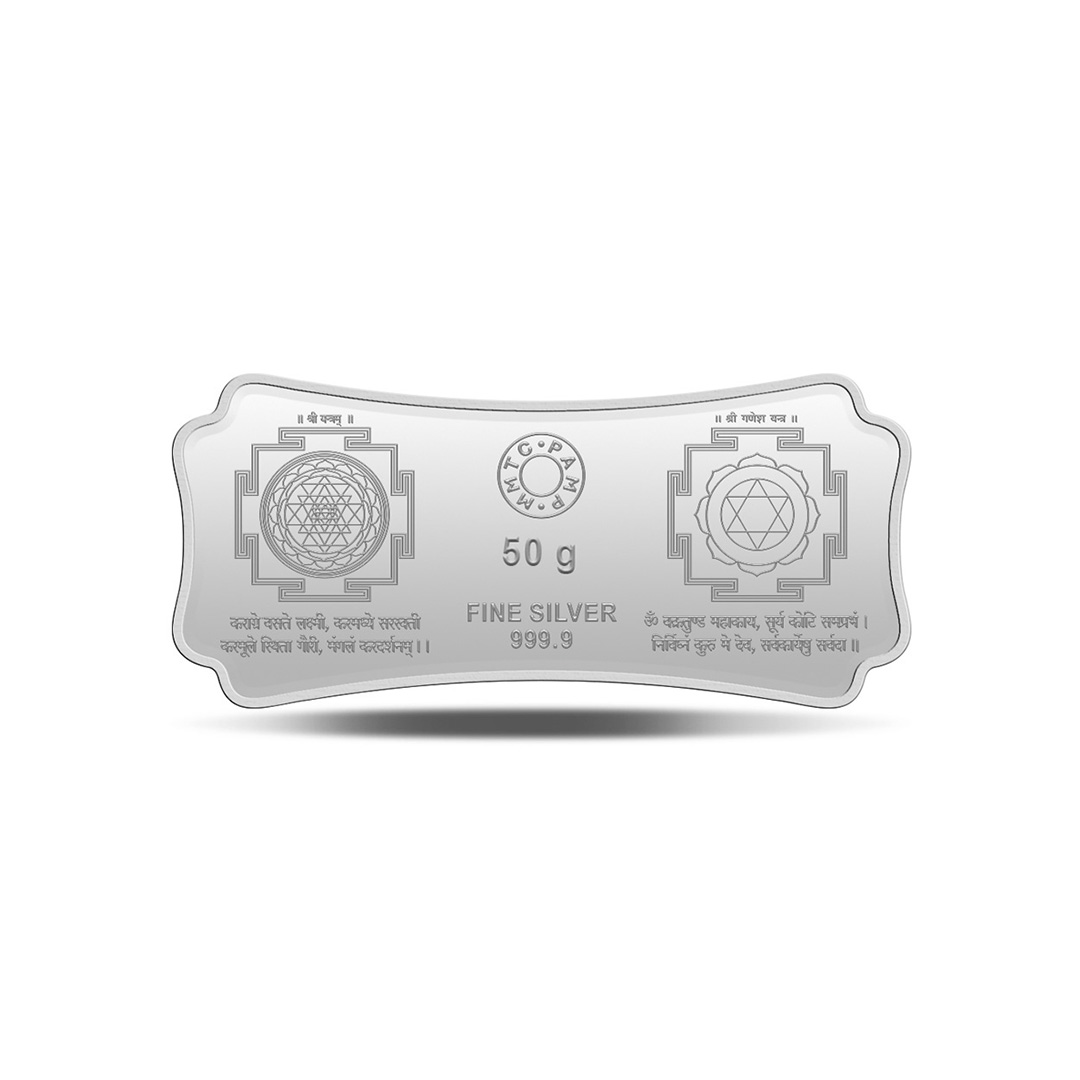 ॥ श्री यन्त्रम् ॥
कराग्रे वसते लक्ष्मी, करमध्ये सरस्वती
करमूले स्थिता गौरी, मंगलं करदर्शनम्।।
MMTC·PAMP·
50 g
FINE SILVER
999.9
॥ श्री गणेश यन्त्र ॥
ॐ वक्रतुण्ड महाकाय, सूर्य कोटि समप्रभं।
निर्विघ्नं कुरु मे देव, सर्वकार्येषु सर्वदा॥